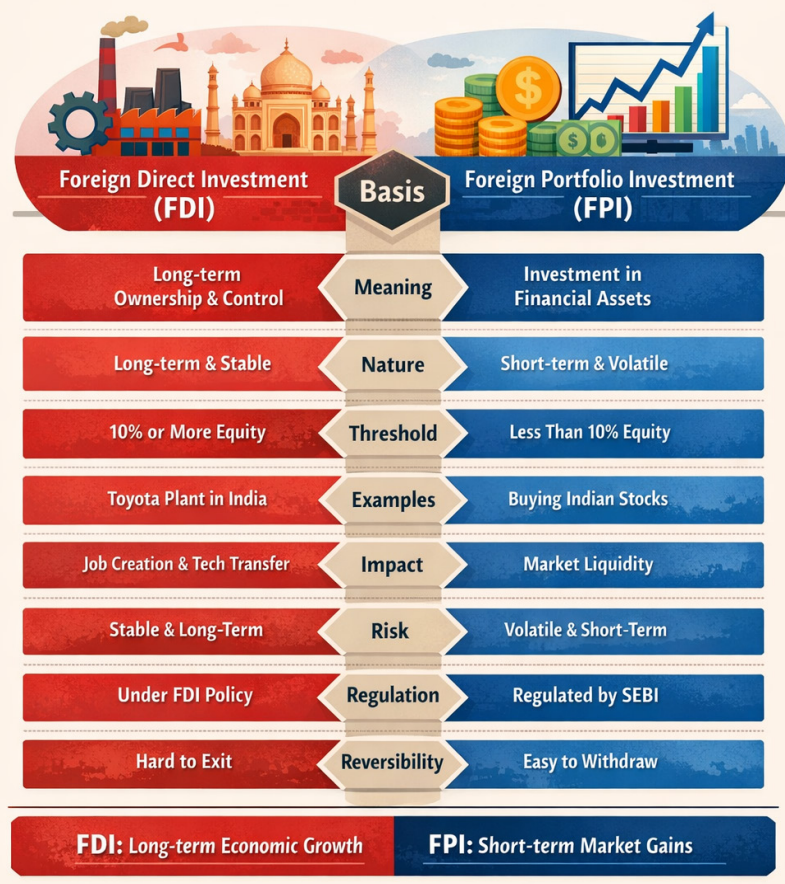 Foreign Direct Investment
(FDI)
Basis
Foreign Portfolio Investment
(FPI)
Long-term
Ownership & Control
Meaning
Investment in
Financial Assets
Long-term & Stable
Nature
Short-term & Volatile
10% or More Equity
Threshold
Less Than 10% Equity
Toyota Plant in India
Examples
Buying Indian Stocks
Job Creation & Tech Transfer
Impact
Market Liquidity
Stable & Long-Term
Risk
Volatile & Short-Term
Under FDI Policy
Regulation
Regulated by SEBI
Hard to Exit
Reversibility
Easy to Withdraw
FDI: Long-term Economic Growth
FPI: Short-term Market Gains